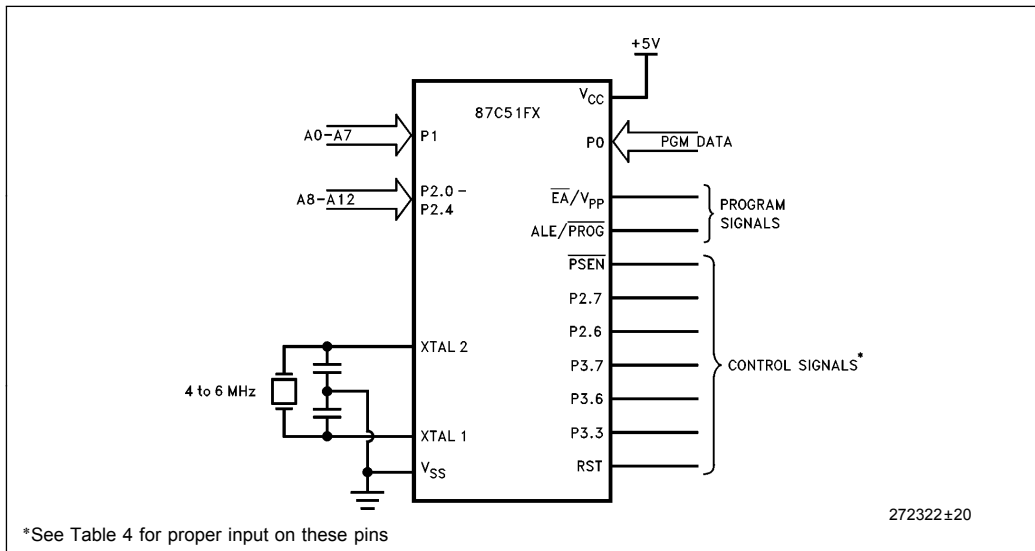 +5V
87C51FX
VCC
A0-A7
P1
P0
PGM DATA
A8-A12
P2.0-
P2.4
EA/VPP
ALE/PROG
PROGRAM
SIGNALS
PSEN
P2.7
P2.6
P3.7
P3.6
P3.3
RST
CONTROL SIGNALS*
XTAL 2
4 to 6 MHz
XTAL 1
VSS
272322±20
*See Table 4 for proper input on these pins